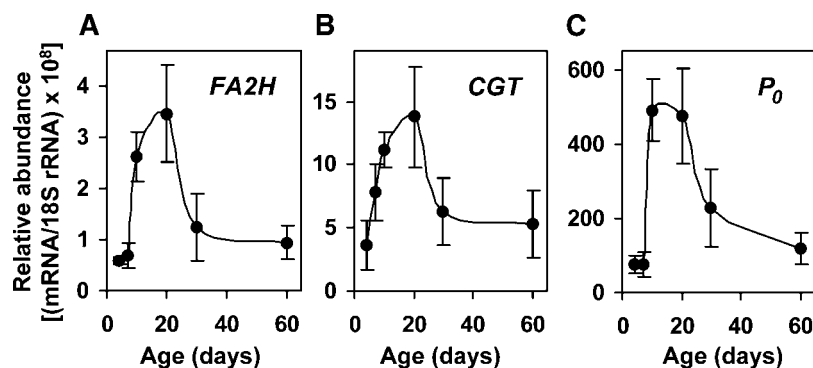 A
B
C
FA2H
CGT
P0
Relative abundance
[(mRNA/18S rRNA) x 10⁸]
4
3
2
1
0
15
10
5
0
600
400
200
0
0 20 40 60
0 20 40 60
0 20 40 60
Age (days)
Age (days)
Age (days)